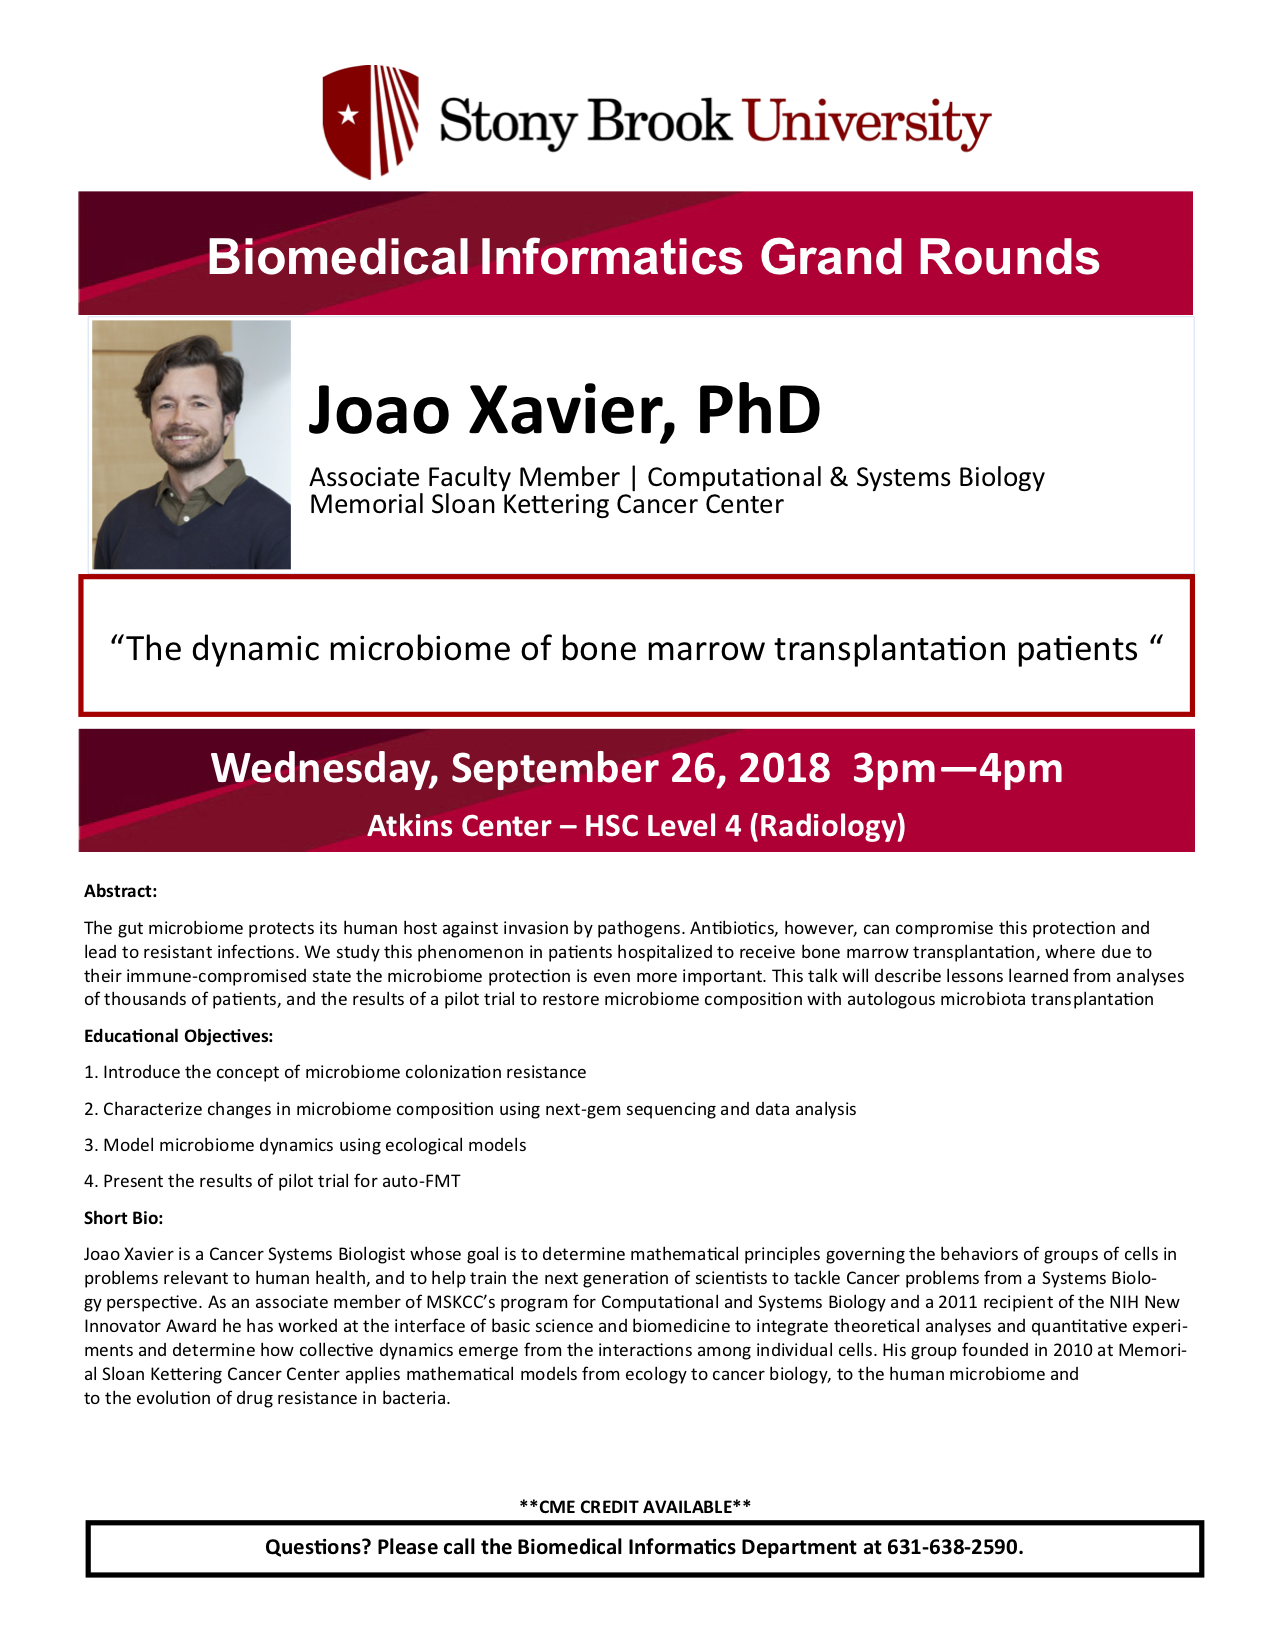 Stony Brook University
Biomedical Informatics Grand Rounds
Joao Xavier, PhD
Associate Faculty Member | Computational & Systems Biology
Memorial Sloan Kettering Cancer Center
“The dynamic microbiome of bone marrow transplantation patients “
Wednesday, September 26, 2018  3pm—4pm
Atkins Center – HSC Level 4 (Radiology)
Abstract:
The gut microbiome protects its human host against invasion by pathogens. Antibiotics, however, can compromise this protection and
lead to resistant infections. We study this phenomenon in patients hospitalized to receive bone marrow transplantation, where due to
their immune-compromised state the microbiome protection is even more important. This talk will describe lessons learned from analyses
of thousands of patients, and the results of a pilot trial to restore microbiome composition with autologous microbiota transplantation
Educational Objectives:
1. Introduce the concept of microbiome colonization resistance
2. Characterize changes in microbiome composition using next-gem sequencing and data analysis
3. Model microbiome dynamics using ecological models
4. Present the results of pilot trial for auto-FMT
Short Bio:
Joao Xavier is a Cancer Systems Biologist whose goal is to determine mathematical principles governing the behaviors of groups of cells in
problems relevant to human health, and to help train the next generation of scientists to tackle Cancer problems from a Systems Biolo-
gy perspective. As an associate member of MSKCC’s program for Computational and Systems Biology and a 2011 recipient of the NIH New
Innovator Award he has worked at the interface of basic science and biomedicine to integrate theoretical analyses and quantitative experi-
ments and determine how collective dynamics emerge from the interactions among individual cells. His group founded in 2010 at Memori-
al Sloan Kettering Cancer Center applies mathematical models from ecology to cancer biology, to the human microbiome and
to the evolution of drug resistance in bacteria.
**CME CREDIT AVAILABLE**
Questions? Please call the Biomedical Informatics Department at 631-638-2590.